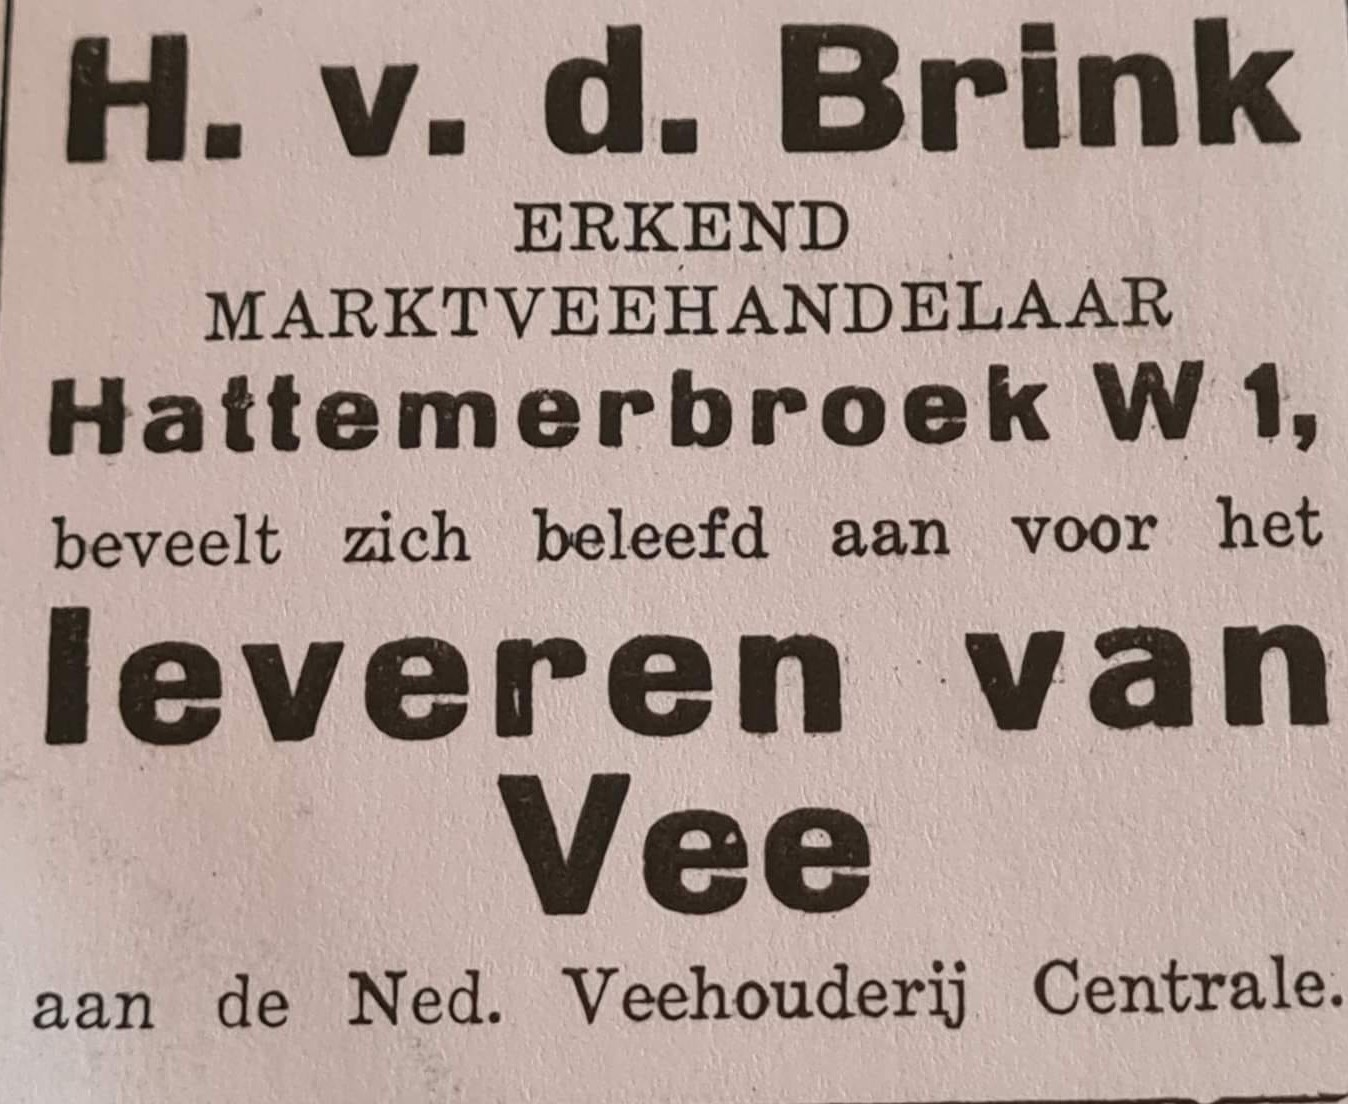 H. v. d. Brink
ERKEND
MARKTVEEHANDELAAR
Hattemerbroek W 1,
beveelt zich beleefd aan voor het
leveren van
Vee
aan de Ned. Veehouderij Centrale.